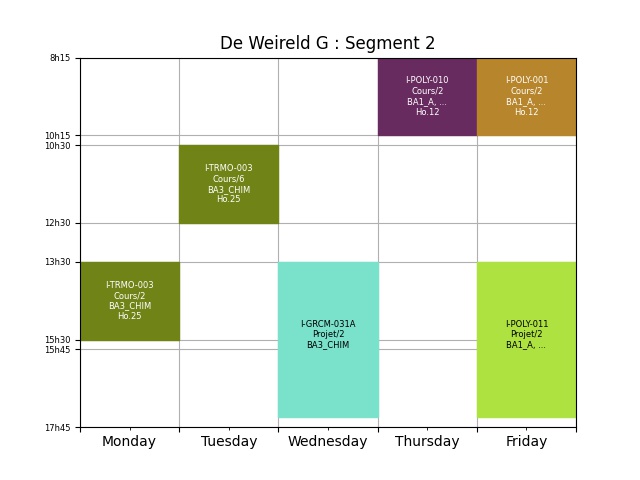 De Weireld G : Segment 2
8h15
10h15
10h30
12h30
13h30
15h30
15h45
17h45
I-POLY-010
Cours/2
BA1_A, ...
Ho.12
I-POLY-001
Cours/2
BA1_A, ...
Ho.12
I-TRMO-003
Cours/6
BA3_CHIM
Ho.25
I-TRMO-003
Cours/2
BA3_CHIM
Ho.25
I-GRCM-031A
Projet/2
BA3_CHIM
I-POLY-011
Projet/2
BA1_A, ...
Monday
Tuesday
Wednesday
Thursday
Friday